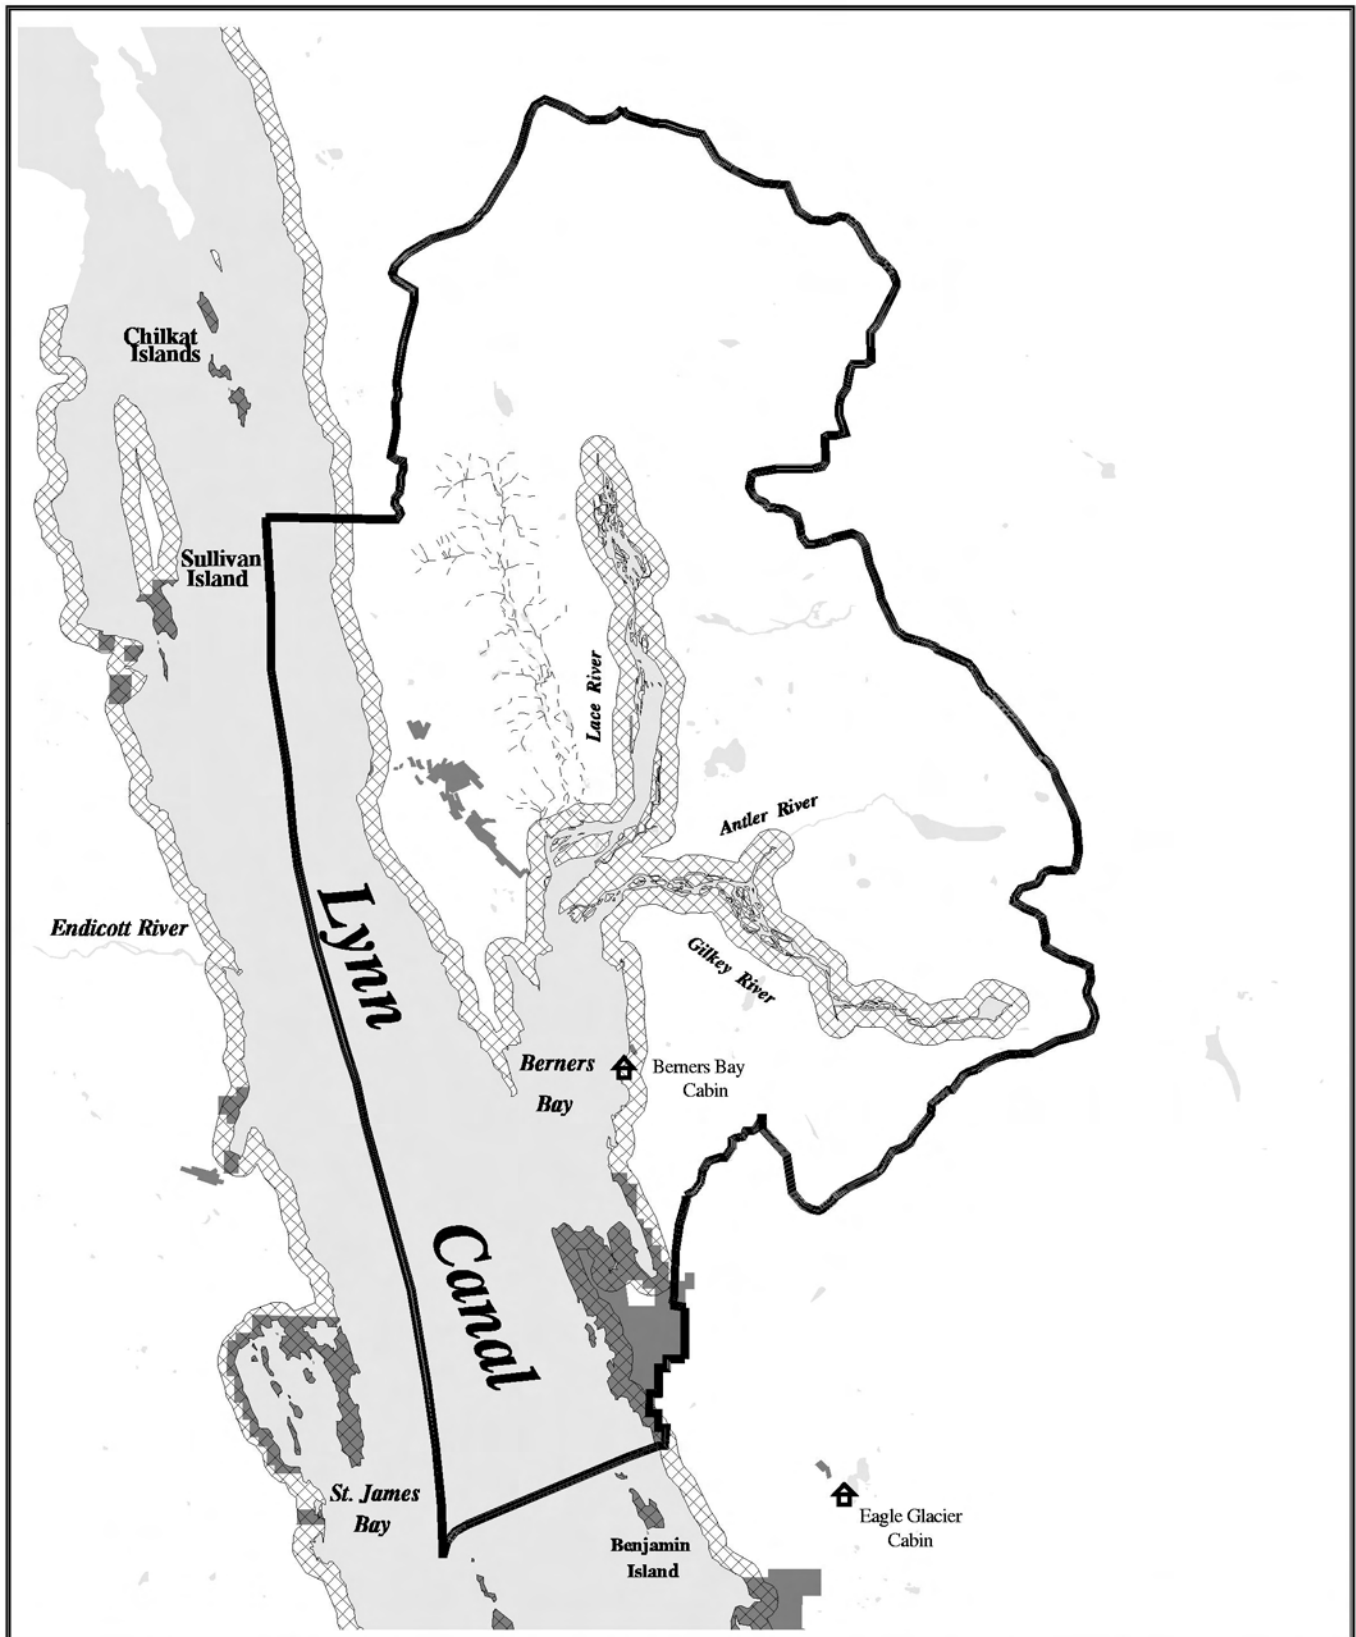 Chilkat
Islands
Sullivan
Island
Lace River
Antler River
Lynn
Endicott River
Gilkey River
Berners
Bay
Berners Bay
Cabin
Canal
St. James
Bay
Eagle Glacier
Cabin
Benjamin
Island